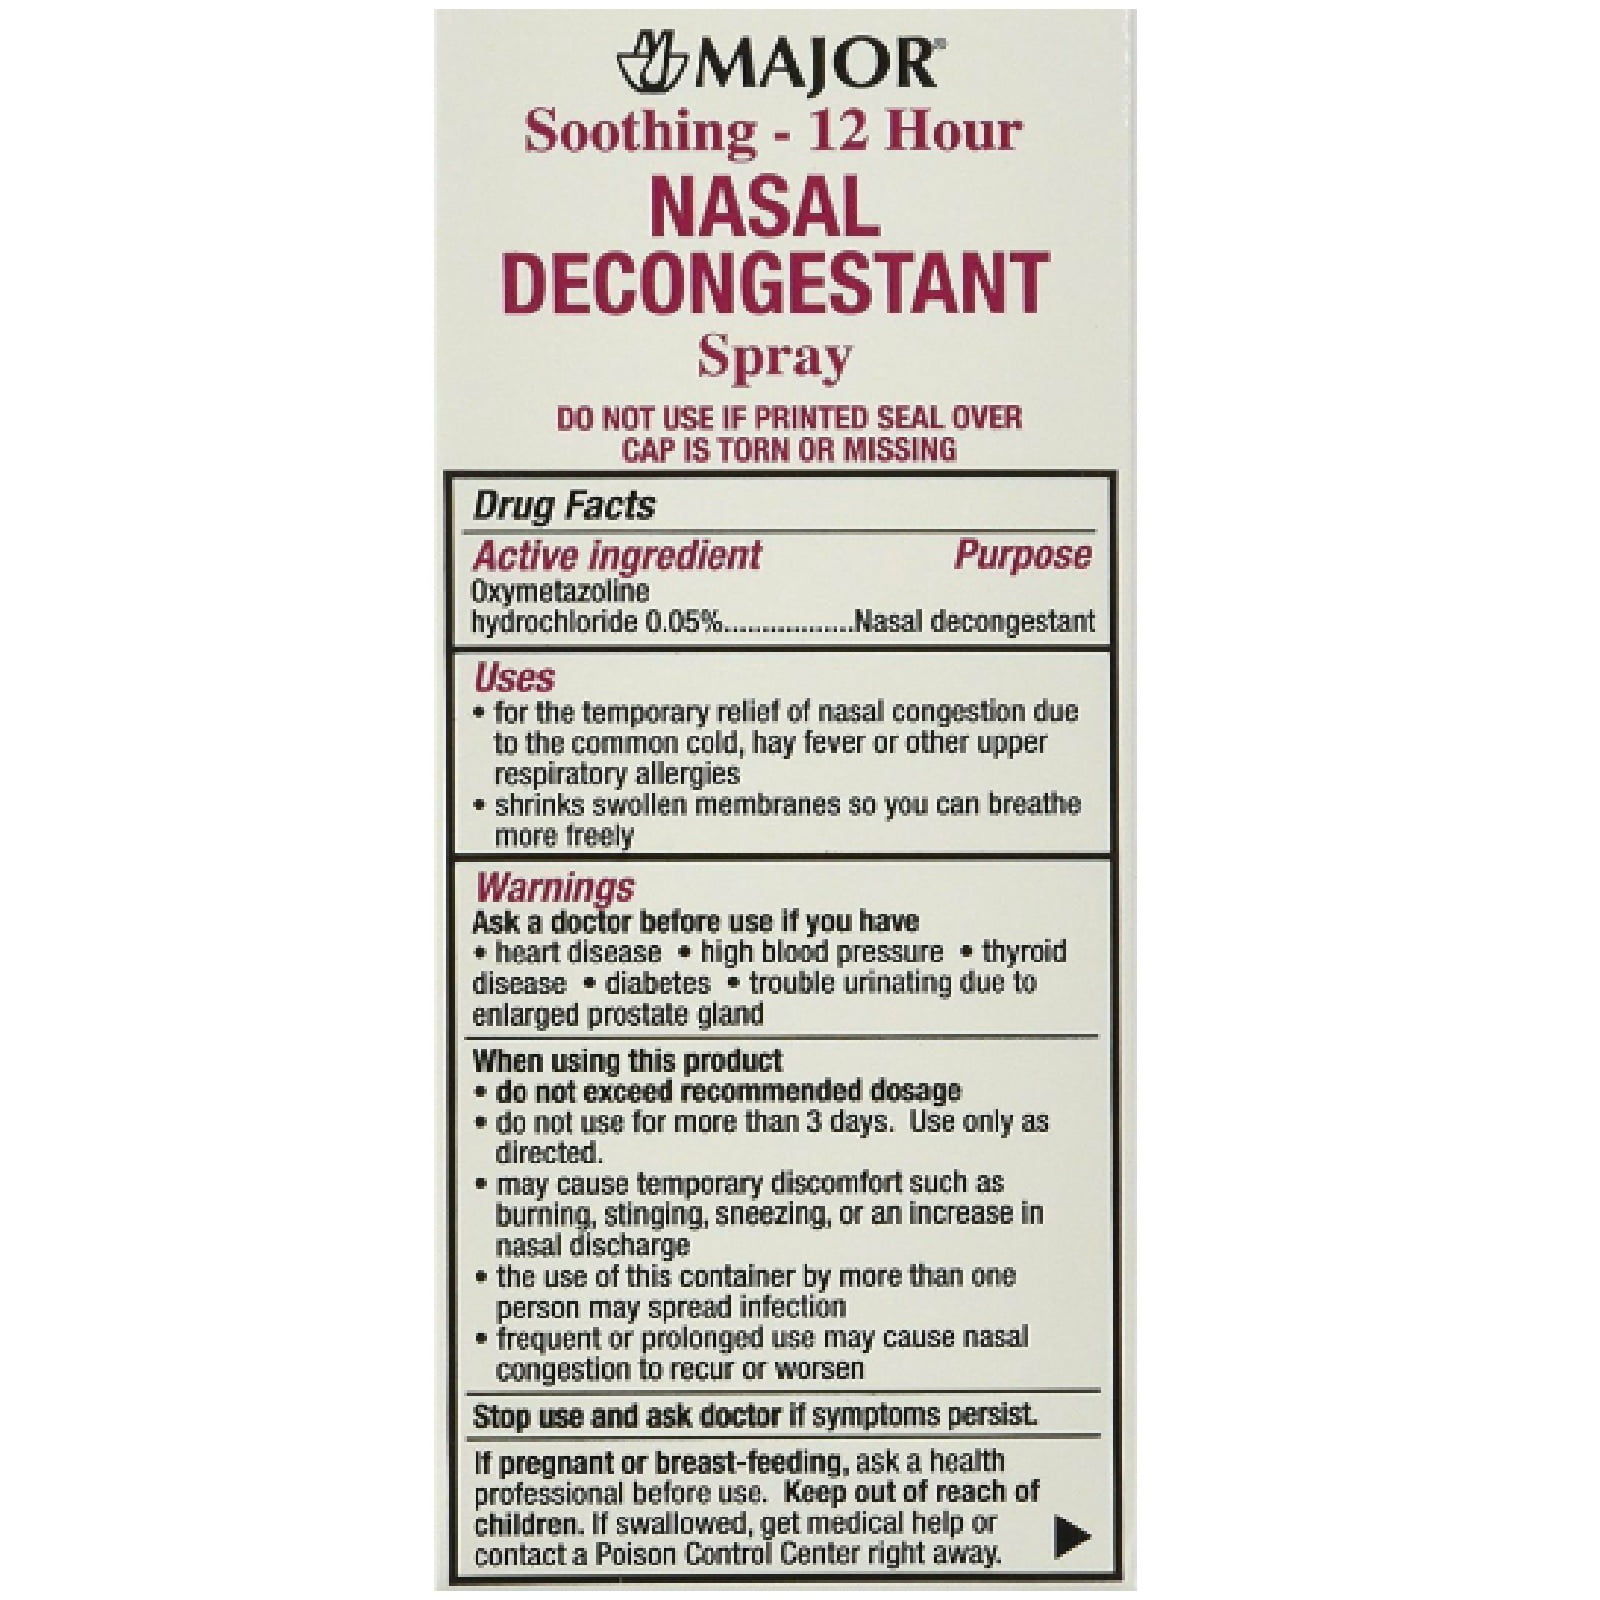 MAJOR®
Soothing - 12 Hour
NASAL
DECONGESTANT
Spray
DO NOT USE IF PRINTED SEAL OVER
CAP IS TORN OR MISSING
Drug Facts
Active ingredient Purpose
Oxymetazoline
hydrochloride 0.05%.................Nasal decongestant
Uses
• for the temporary relief of nasal congestion due
to the common cold, hay fever or other upper
respiratory allergies
• shrinks swollen membranes so you can breathe
more freely
Warnings
Ask a doctor before use if you have
• heart disease • high blood pressure • thyroid
disease • diabetes • trouble urinating due to
enlarged prostate gland
When using this product
• do not exceed recommended dosage
• do not use for more than 3 days. Use only as
directed.
• may cause temporary discomfort such as
burning, stinging, sneezing, or an increase in
nasal discharge
• the use of this container by more than one
person may spread infection
• frequent or prolonged use may cause nasal
congestion to recur or worsen
Stop use and ask doctor if symptoms persist.
If pregnant or breast-feeding, ask a health
professional before use. Keep out of reach of
children. If swallowed, get medical help or
contact a Poison Control Center right away.